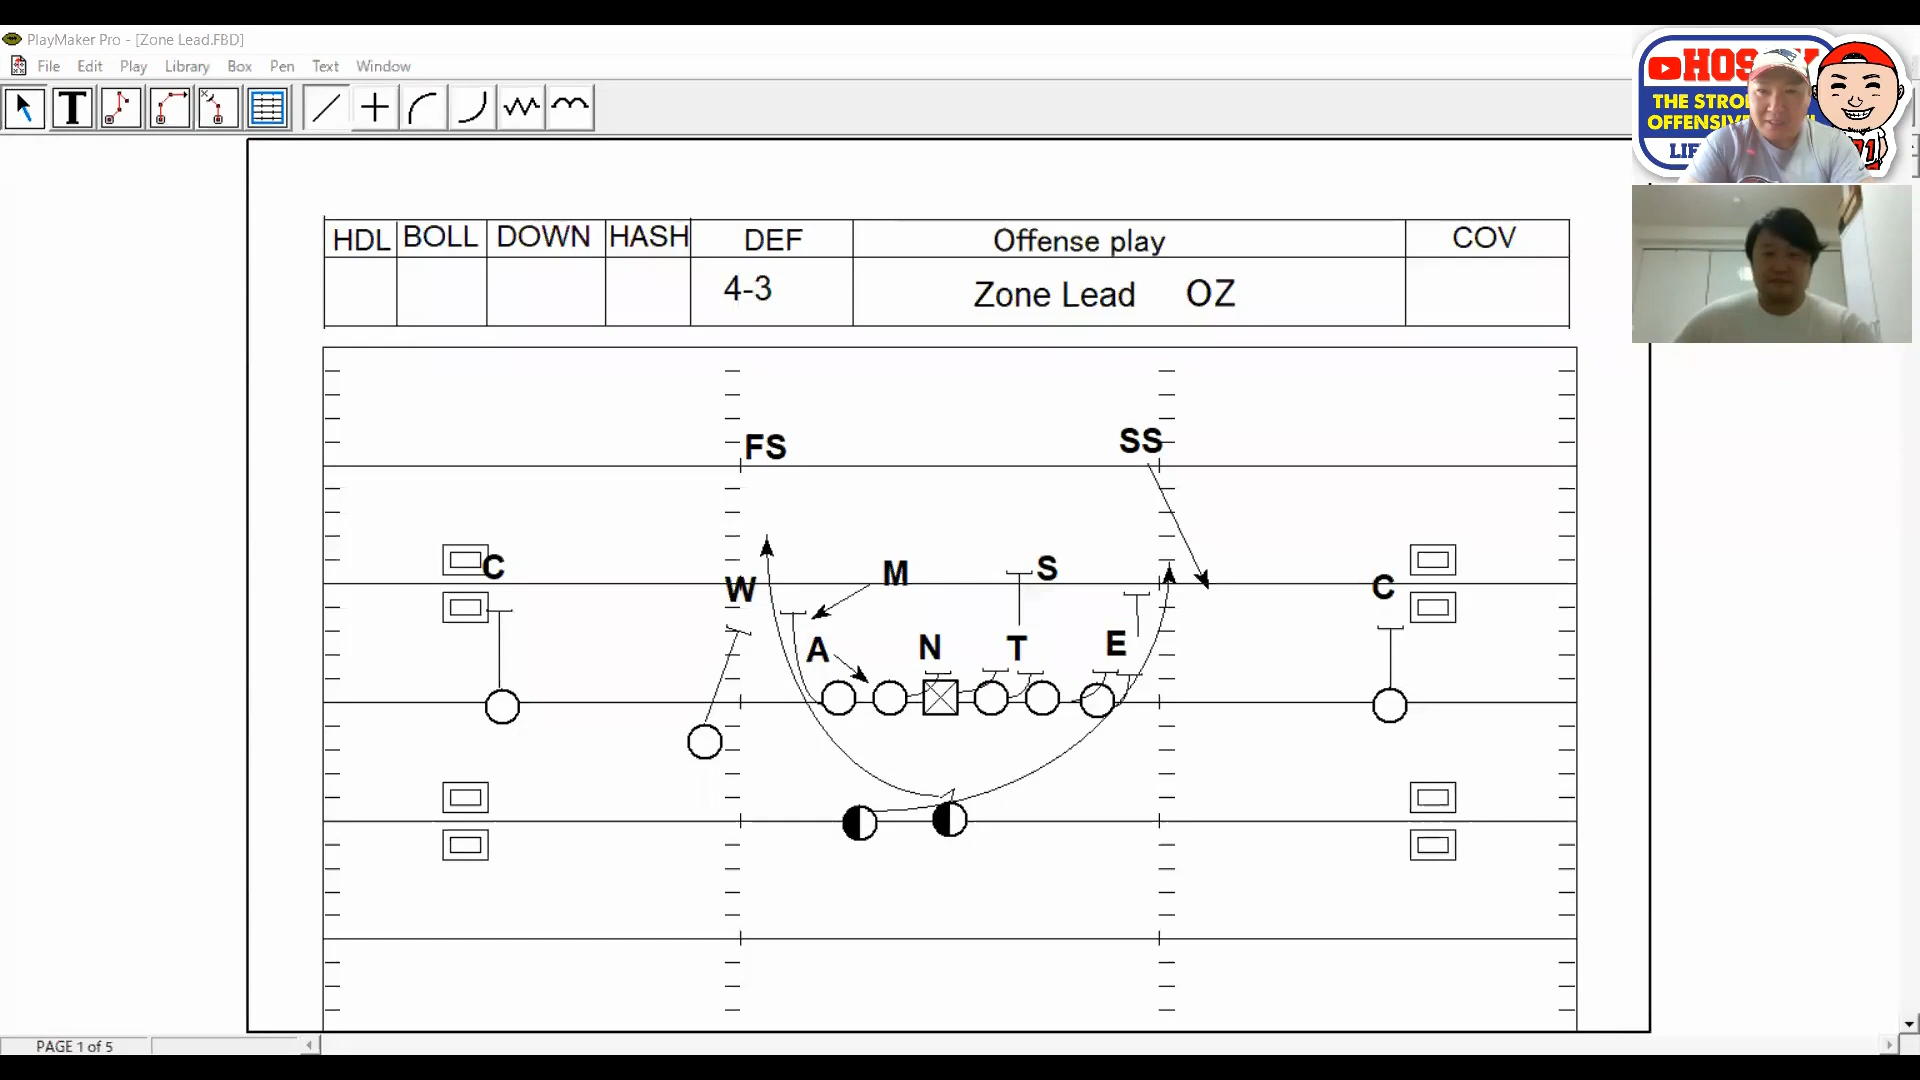 PlayMaker Pro - [Zone Lead.FBD]
File Edit Play Library Box Pen Text Window
T
HOS
THE STRO
OFFENSIV
LIF
HDL BOLL DOWN HASH DEF Offense play COV
4-3 Zone Lead OZ
FS SS
C W M S C
A N T E
PAGE 1 of 5